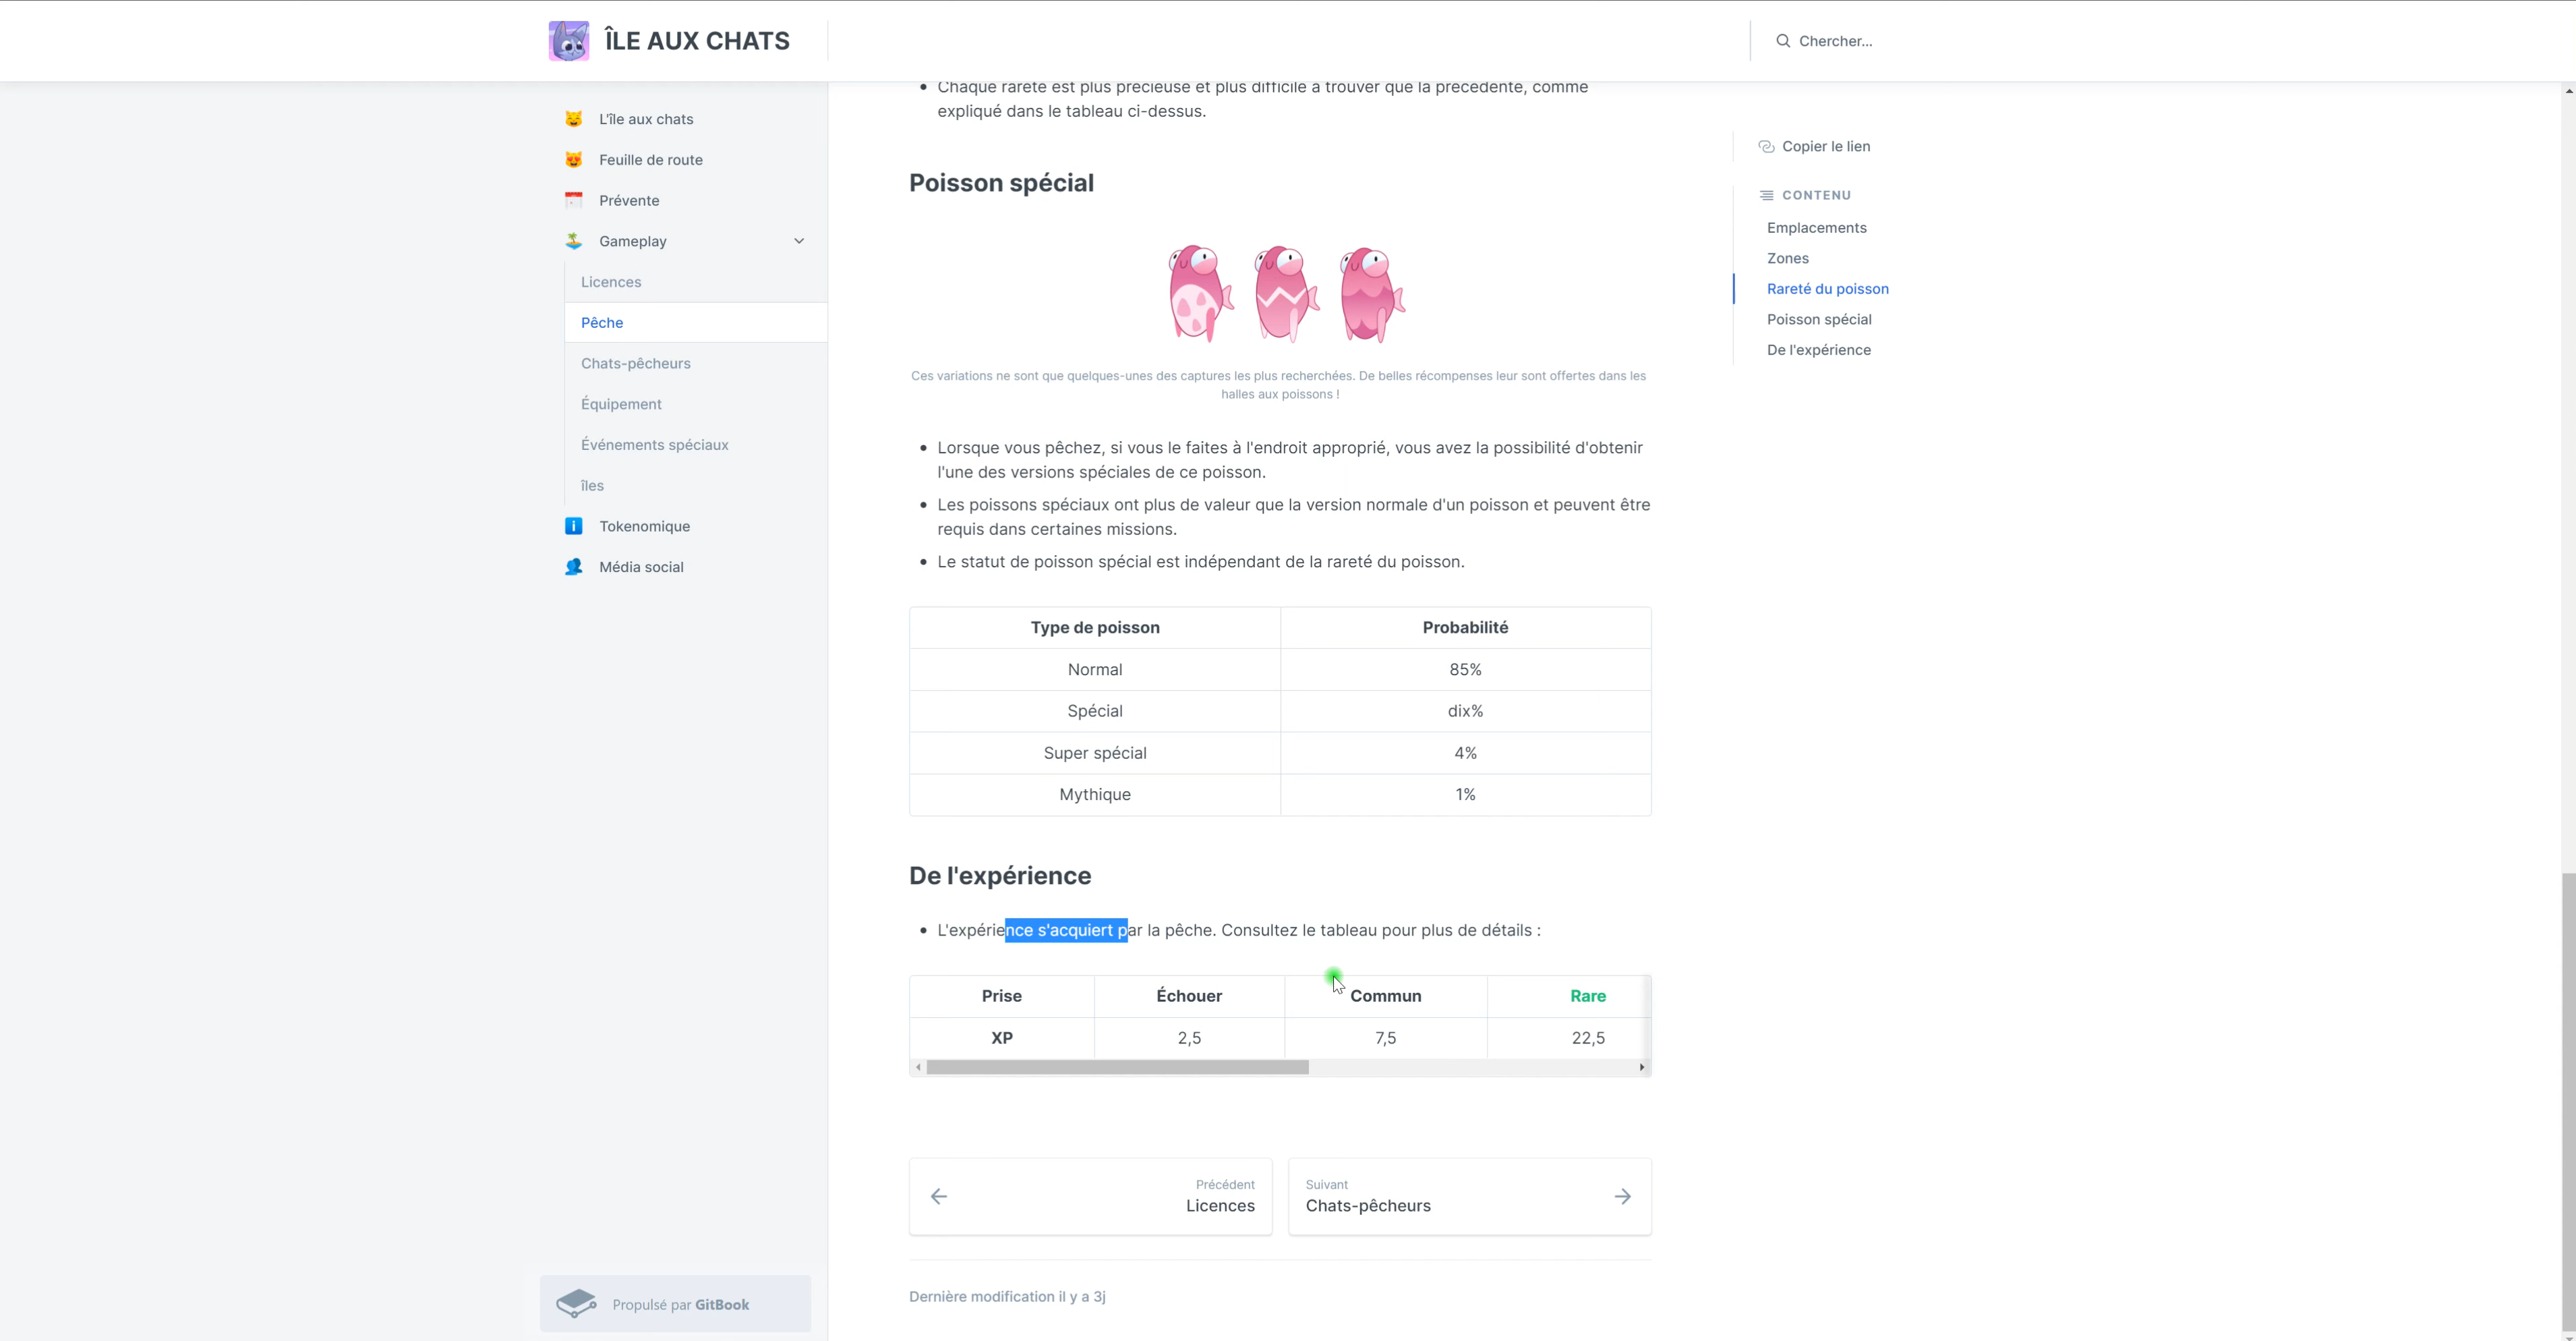 ÎLE AUX CHATS
Chercher...
L'île aux chats
Feuille de route
Prévente
Gameplay
Licences
Pêche
Chats-pêcheurs
Équipement
Événements spéciaux
îles
Tokenomique
Média social
Propulsé par GitBook
Chaque rareté est plus précieuse et plus difficile à trouver que la précédente, comme
expliqué dans le tableau ci-dessus.
Poisson spécial
Ces variations ne sont que quelques-unes des captures les plus recherchées. De belles récompenses leur sont offertes dans les
halles aux poissons !
Lorsque vous pêchez, si vous le faites à l'endroit approprié, vous avez la possibilité d'obtenir
l'une des versions spéciales de ce poisson.
Les poissons spéciaux ont plus de valeur que la version normale d'un poisson et peuvent être
requis dans certaines missions.
Le statut de poisson spécial est indépendant de la rareté du poisson.
Type de poisson Probabilité
Normal 85%
Spécial dix%
Super spécial 4%
Mythique 1%
De l'expérience
L'expérience s'acquiert par la pêche. Consultez le tableau pour plus de détails :
Prise Échouer Commun Rare
XP 2,5 7,5 22,5
Précédent
Licences
Suivant
Chats-pêcheurs
Dernière modification il y a 3j
Copier le lien
CONTENU
Emplacements
Zones
Rareté du poisson
Poisson spécial
De l'expérience